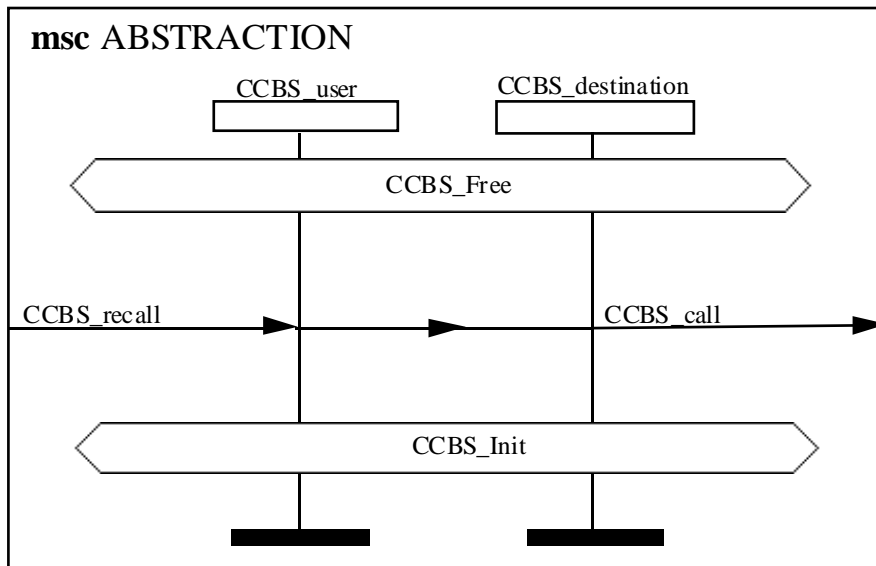 msc ABSTRACTION
CCBS_user
CCBS_destination
CCBS_Free
CCBS_recall
CCBS_call
CCBS_Init